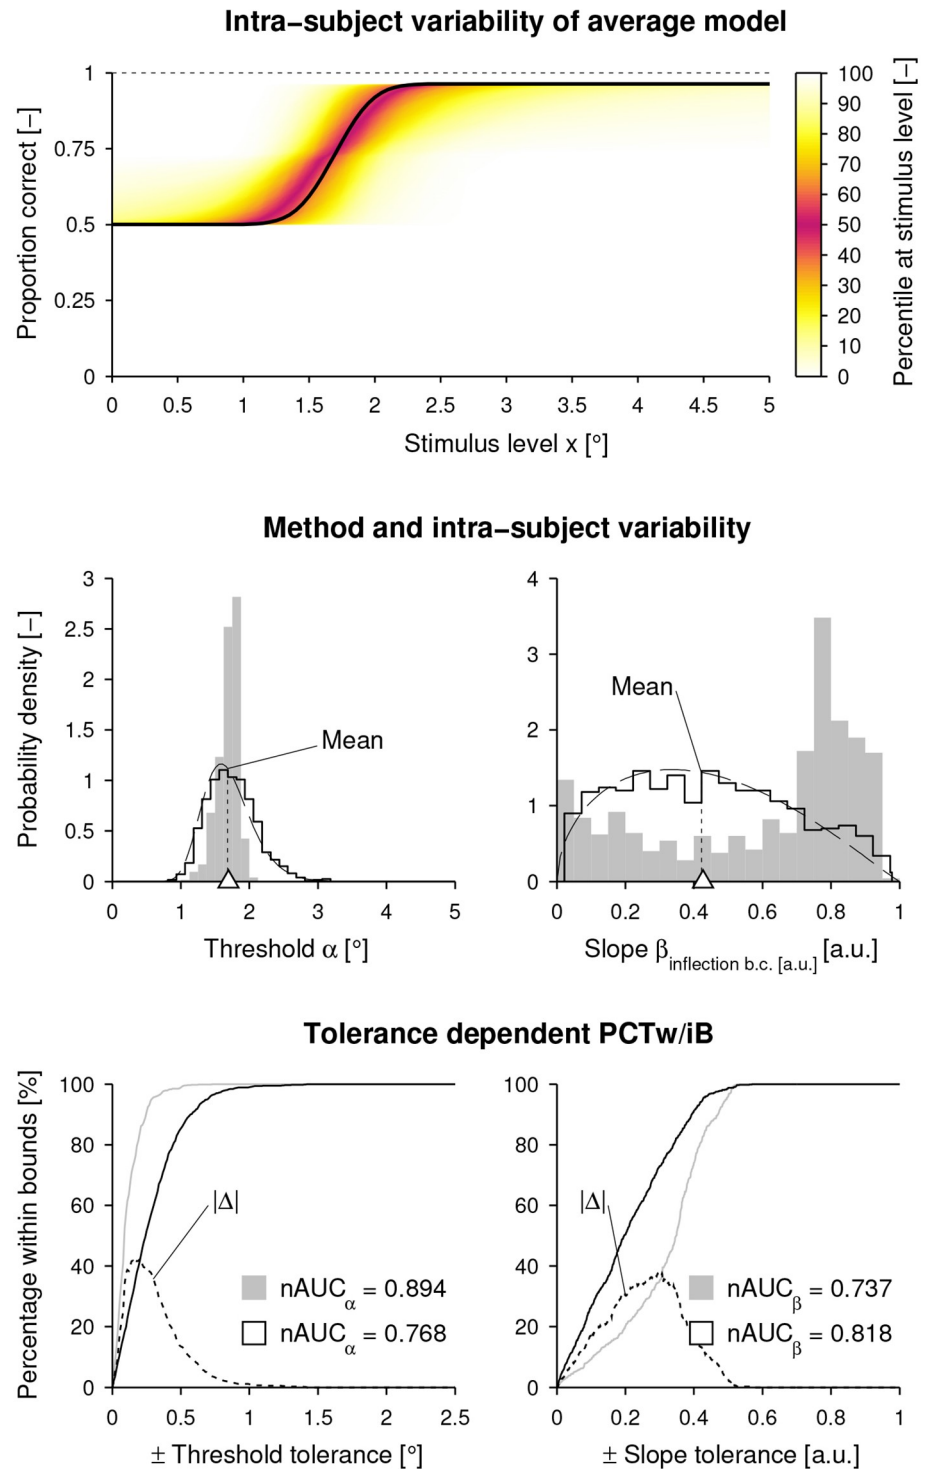 Intra−subject variability of average model
Proportion correct [−]
1
0.75
0.5
0.25
0
0 0.5 1 1.5 2 2.5 3 3.5 4 4.5 5
Stimulus level x [°]
100
90
80
70
60
50
40
30
20
10
0
Percentile at stimulus level [−]
Method and intra−subject variability
Probability density [−]
3
2.5
2
1.5
1
0.5
0
Mean
0 1 2 3 4 5
Threshold α [°]
4
3
2
1
0
Mean
0 0.2 0.4 0.6 0.8 1
Slope βinflection b.c. [a.u.] [a.u.]
Tolerance dependent PCTw/iB
Percentage within bounds [%]
100
80
60
40
20
0
|Δ|
nAUCα = 0.894
nAUCα = 0.768
0 0.5 1 1.5 2 2.5
± Threshold tolerance [°]
100
80
60
40
20
0
|Δ|
nAUCβ = 0.737
nAUCβ = 0.818
0 0.2 0.4 0.6 0.8 1
± Slope tolerance [a.u.]